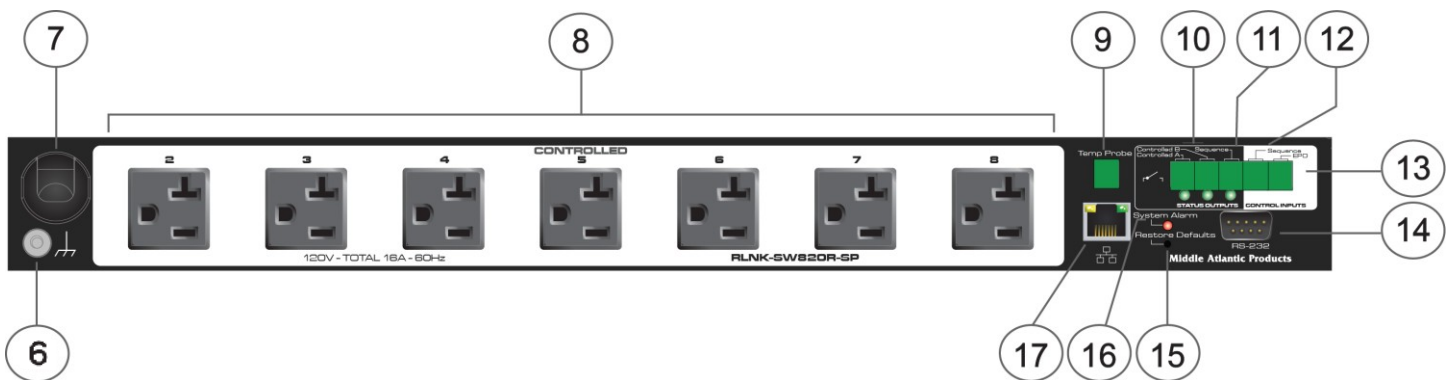 7
8
9
10
11
12
CONTROLLED
2
3
4
5
6
7
8
Temp Probe
Controlled B
Controlled A
Sequence
Sequence
EPO
13
STATUS OUTPUTS
CONTROL INPUTS
System Alarm
Restore Defaults
RS-232
14
120V - TOTAL 16A - 60Hz
RLNK-SW820R-SP
Middle Atlantic Products
6
17
16
15